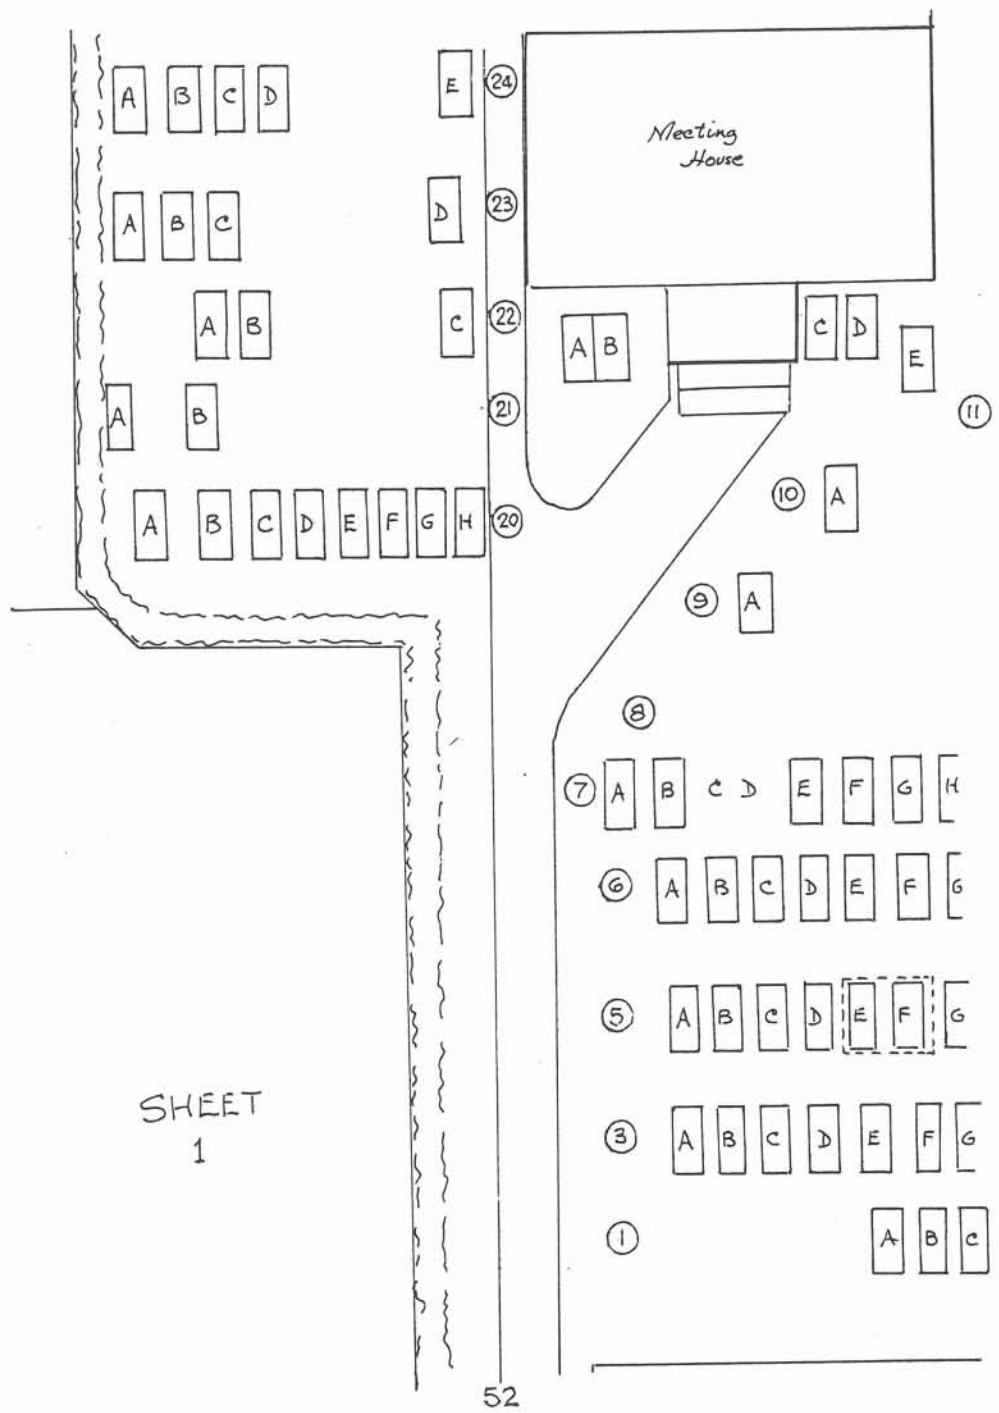 A B C D E 24
Meeting
House
A B C D 23
A B C 22
A B
C D
E
A B 21
11
A B C D E F G H 20
10 A
9 A
8
7 A B C D E F G H
6 A B C D E F G
5 A B C D E F G
SHEET
1
3 A B C D E F G
1 A B C
52